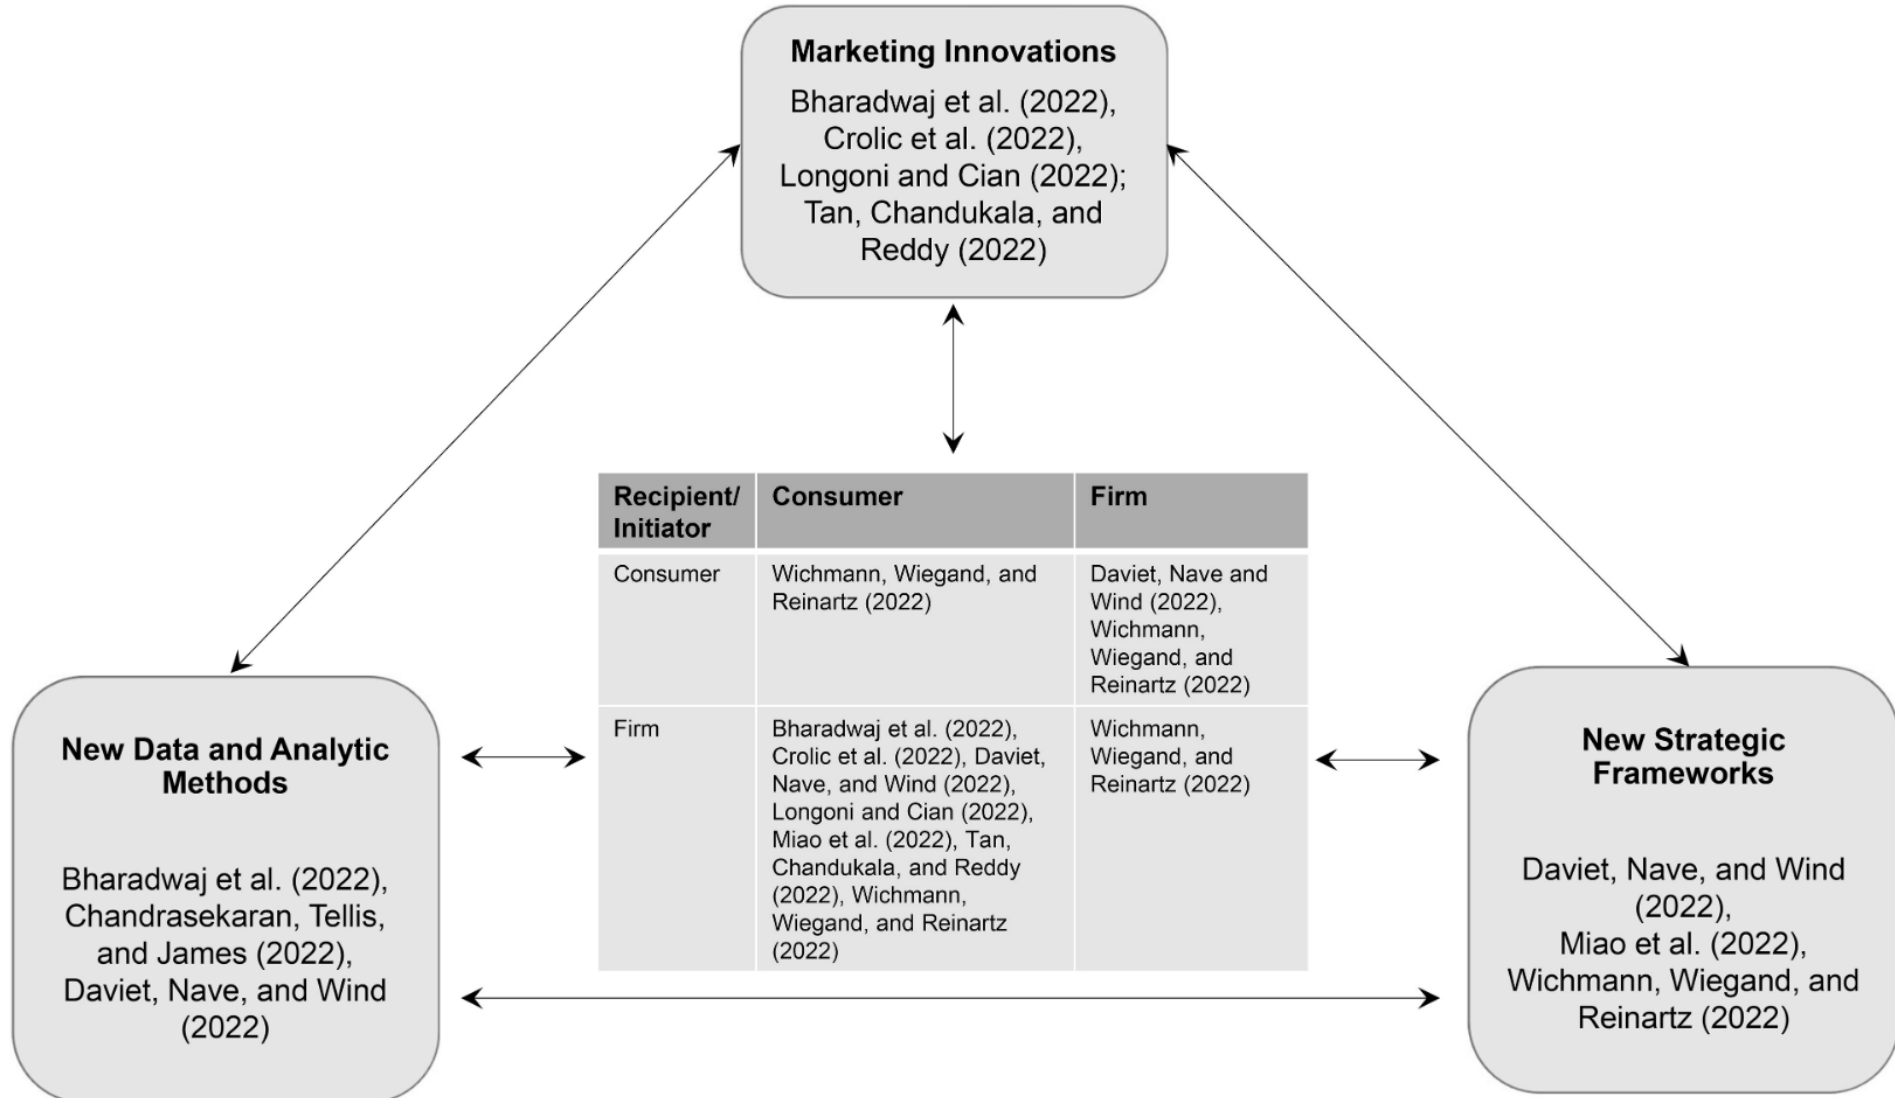 Marketing Innovations
Bharadwaj et al. (2022),
Crolic et al. (2022),
Longoni and Cian (2022);
Tan, Chandukala, and
Reddy (2022)
Recipient/
Initiator
Consumer
Firm
Consumer
Wichmann, Wiegand, and
Reinartz (2022)
Daviet, Nave and
Wind (2022),
Wichmann,
Wiegand, and
Reinartz (2022)
Firm
Bharadwaj et al. (2022),
Crolic et al. (2022), Daviet,
Nave, and Wind (2022),
Longoni and Cian (2022),
Miao et al. (2022), Tan,
Chandukala, and Reddy
(2022), Wichmann,
Wiegand, and Reinartz
(2022)
Wichmann,
Wiegand, and
Reinartz (2022)
New Data and Analytic
Methods
Bharadwaj et al. (2022),
Chandrasekaran, Tellis,
and James (2022),
Daviet, Nave, and Wind
(2022)
New Strategic
Frameworks
Daviet, Nave, and Wind
(2022),
Miao et al. (2022),
Wichmann, Wiegand, and
Reinartz (2022)